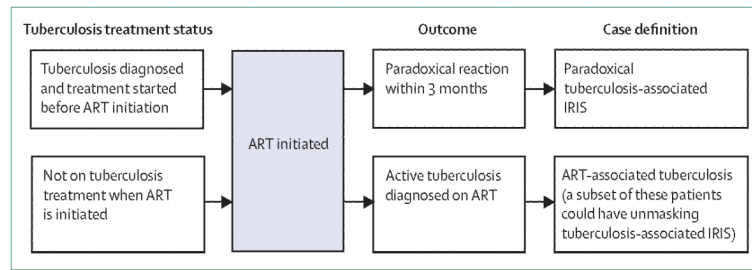 Tuberculosis treatment status
Outcome
Case definition
Tuberculosis diagnosed
and treatment started
before ART initiation
ART initiated
Paradoxical reaction
within 3 months
Paradoxical
tuberculosis-associated
IRIS
Not on tuberculosis
treatment when ART
is initiated
Active tuberculosis
diagnosed on ART
ART-associated tuberculosis
(a subset of these patients
could have unmasking
tuberculosis-associated IRIS)